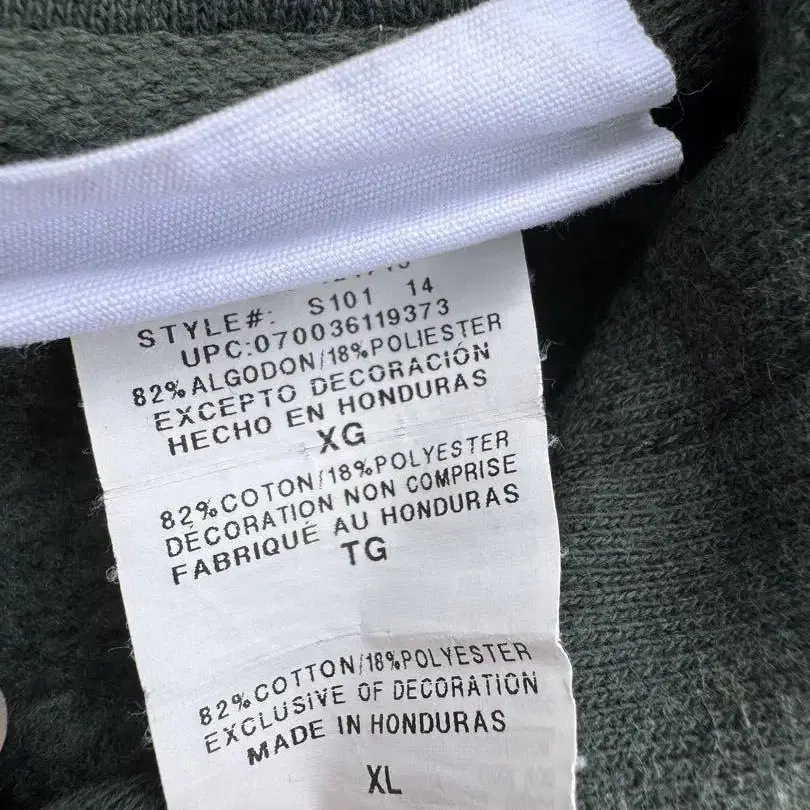 STYLE#: S101 14
UPC:070036119373
82%ALGODON/18%POLIESTER
EXCEPTO DECORACIÓN
HECHO EN HONDURAS
XG
82%COTON/18%POLYESTER
DÉCORATION NON COMPRISE
FABRIQUÉ AU HONDURAS
TG
82%COTTON/18%POLYESTER
EXCLUSIVE OF DECORATION
MADE IN HONDURAS
XL